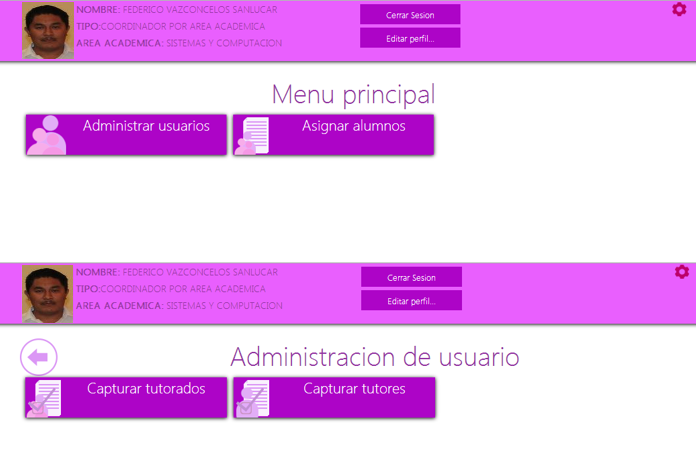 NOMBRE: FEDERICO VAZCONCELOS SANLUCAR
TIPO:COORDINADOR POR AREA ACADEMICA
AREA ACADEMICA: SISTEMAS Y COMPUTACION
Cerrar Sesion
Editar perfil...
Menu principal
Administrar usuarios
Asignar alumnos
NOMBRE: FEDERICO VAZCONCELOS SANLUCAR
TIPO:COORDINADOR POR AREA ACADEMICA
AREA ACADEMICA: SISTEMAS Y COMPUTACION
Cerrar Sesion
Editar perfil...
Administracion de usuario
Capturar tutorados
Capturar tutores